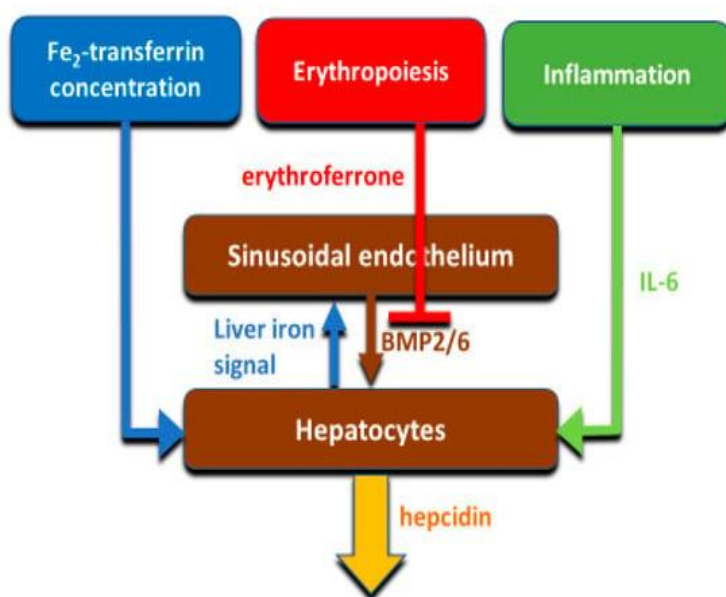 Fe₂-transferrin
concentration
Erythropoiesis
Inflammation
erythroferrone
Sinusoidal endothelium
IL-6
Liver iron
signal
BMP2/6
Hepatocytes
hepcidin